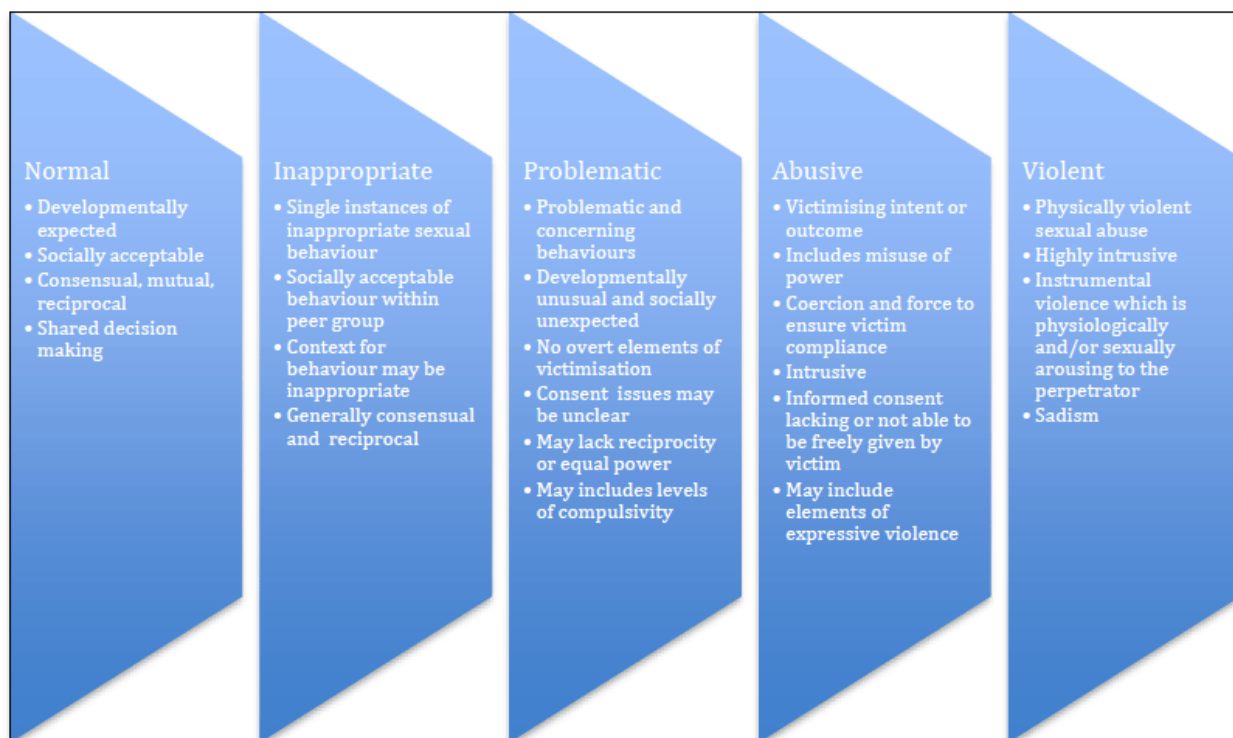 Normal
• Developmentally
expected
• Socially acceptable
• Consensual, mutual,
reciprocal
• Shared decision
making
Inappropriate
• Single instances of
inappropriate sexual
behaviour
• Socially acceptable
behaviour within
peer group
• Context for
behaviour may be
inappropriate
• Generally consensual
and reciprocal
Problematic
• Problematic and
concerning
behaviours
• Developmentally
unusual and socially
unexpected
• No overt elements of
victimisation
• Consent issues may
be unclear
• May lack reciprocity
or equal power
• May includes levels
of compulsivity
Abusive
• Victimising intent or
outcome
• Includes misuse of
power
• Coercion and force to
ensure victim
compliance
• Intrusive
• Informed consent
lacking or not able to
be freely given by
victim
• May include
elements of
expressive violence
Violent
• Physically violent
sexual abuse
• Highly intrusive
• Instrumental
violence which is
physiologically
and/or sexually
arousing to the
perpetrator
• Sadism